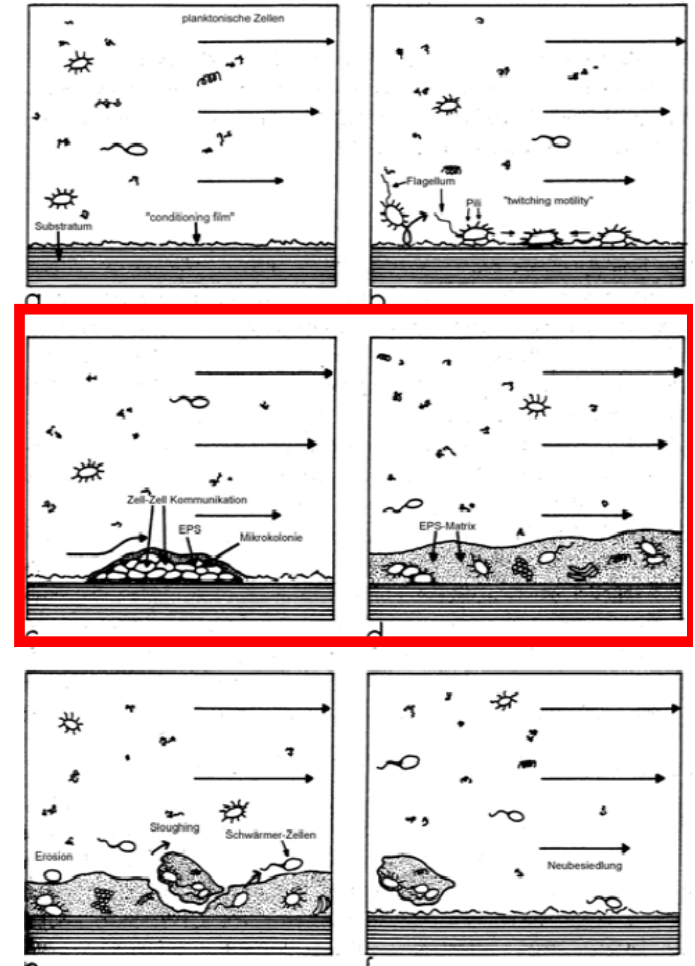 planktonische Zellen
Substratum
"conditioning film"
Flagellum
Pili
"twitching motility"
Zell-Zell Kommunikation
EPS
Mikrokolonie
EPS-Matrix
Sloughing
Schwärmer-Zellen
Erosion
Neubesiedlung